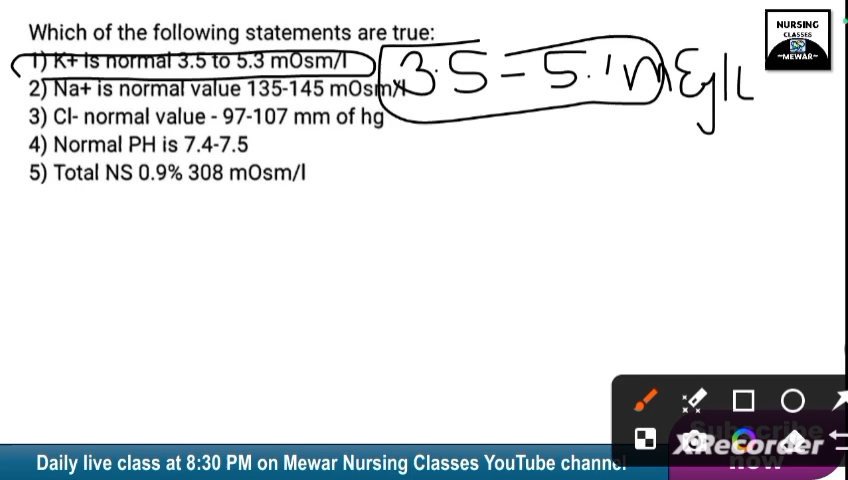 Which of the following statements are true:
1) K+ is normal 3.5 to 5.3 mOsm/l
3.5 - 5.1 mEq/L
2) Na+ is normal value 135-145 mOsm/l
3) Cl- normal value - 97-107 mm of hg
4) Normal PH is 7.4-7.5
5) Total NS 0.9% 308 mOsm/l
NURSING
CLASSES
~MEWAR~
XRecorder
Subscribe
now
Daily live class at 8:30 PM on Mewar Nursing Classes YouTube channel